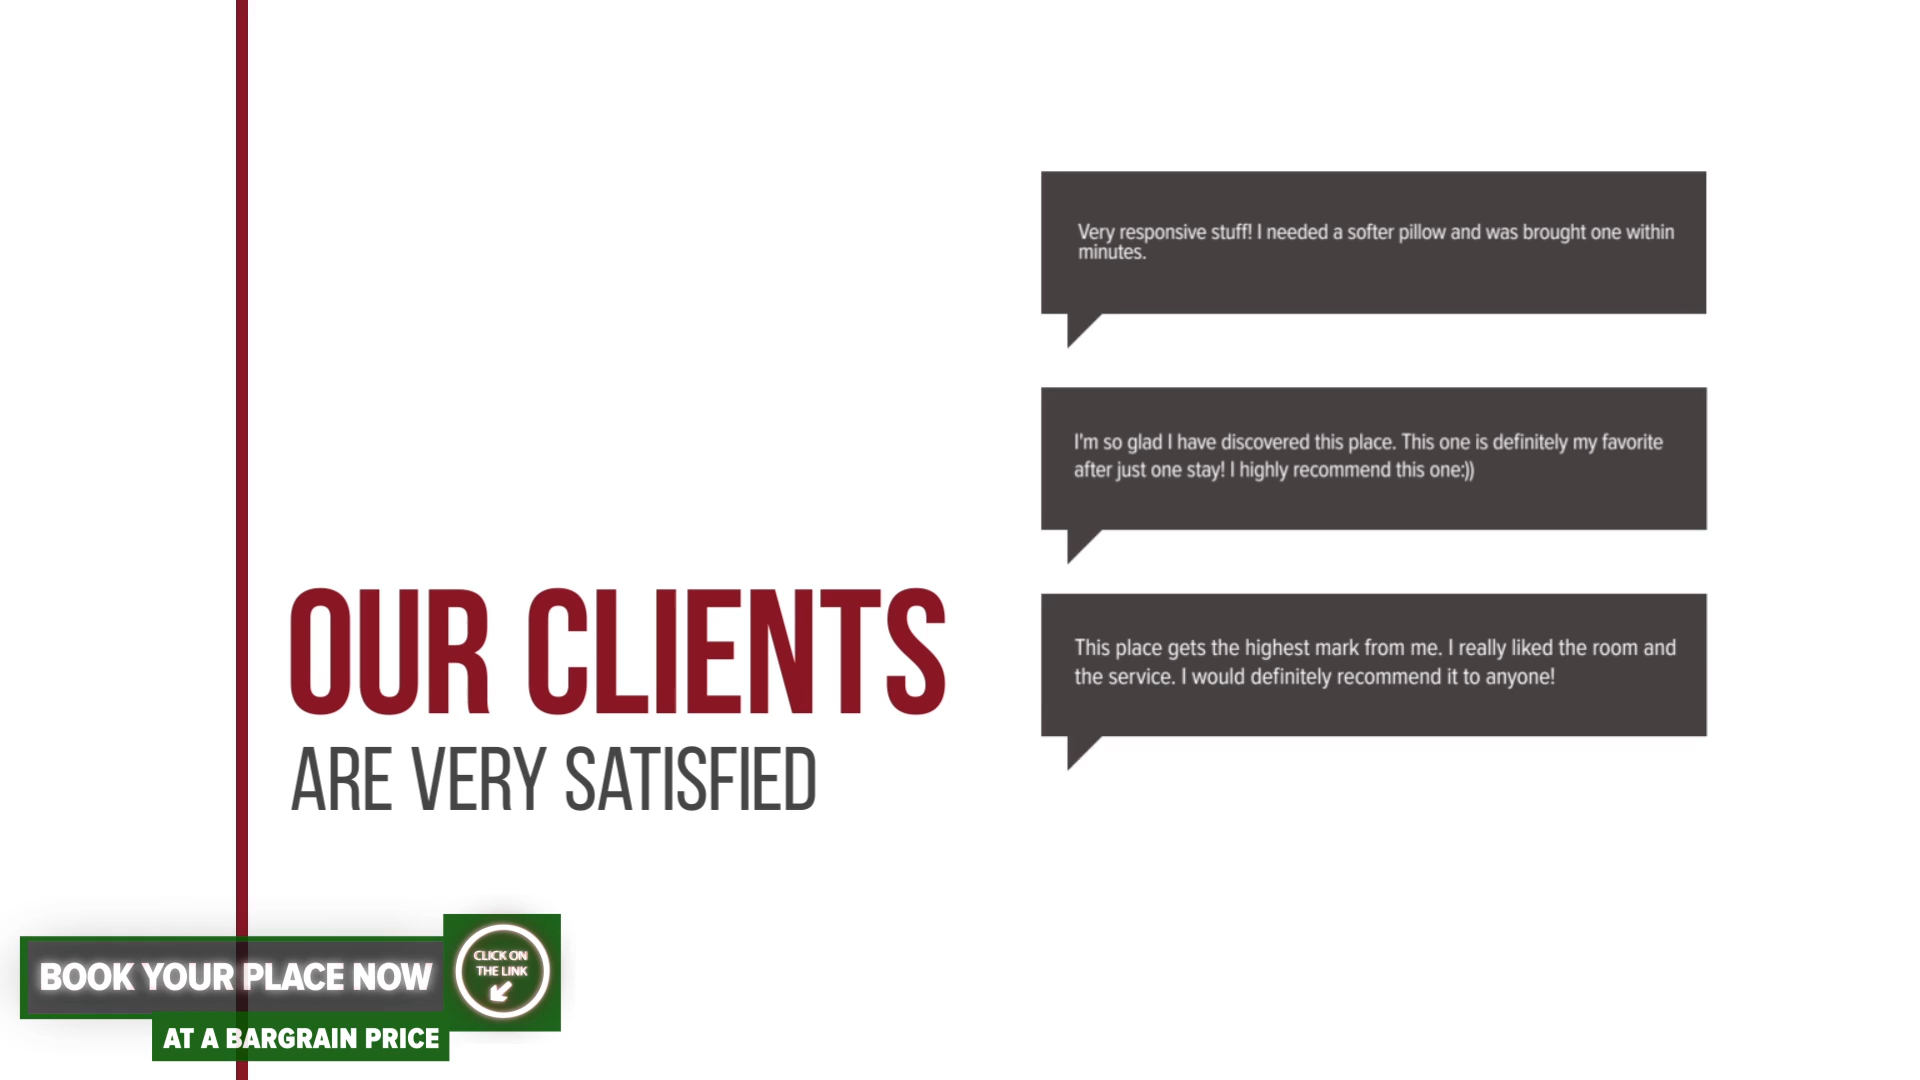 Very responsive stuff! I needed a softer pillow and was brought one within
minutes.
I'm so glad I have discovered this place. This one is definitely my favorite
after just one stay! I highly recommend this one:))
This place gets the highest mark from me. I really liked the room and
the service. I would definitely recommend it to anyone!
OUR CLIENTS
ARE VERY SATISFIED
BOOK YOUR PLACE NOW
CLICK ON
THE LINK
AT A BARGRAIN PRICE